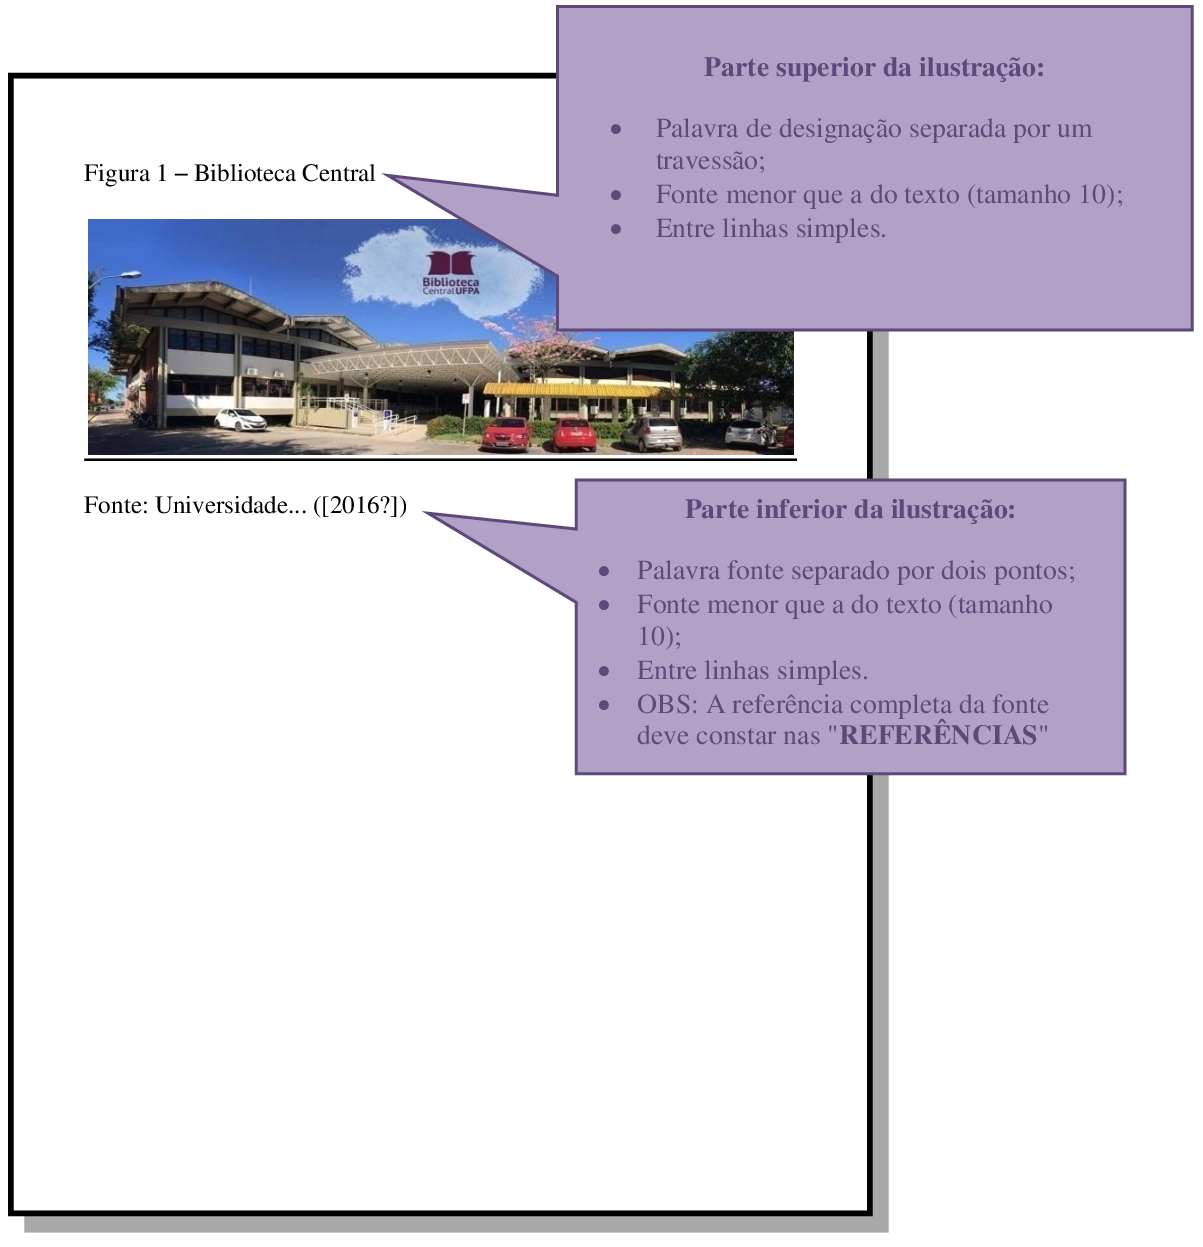 Parte superior da ilustração:
• Palavra de designação separada por um
travessão;
• Fonte menor que a do texto (tamanho 10);
• Entre linhas simples.
Figura 1 – Biblioteca Central
Biblioteca
Central UFPA
Fonte: Universidade... ([2016?])
Parte inferior da ilustração:
• Palavra fonte separado por dois pontos;
• Fonte menor que a do texto (tamanho
10);
• Entre linhas simples.
• OBS: A referência completa da fonte
deve constar nas "REFERÊNCIAS"